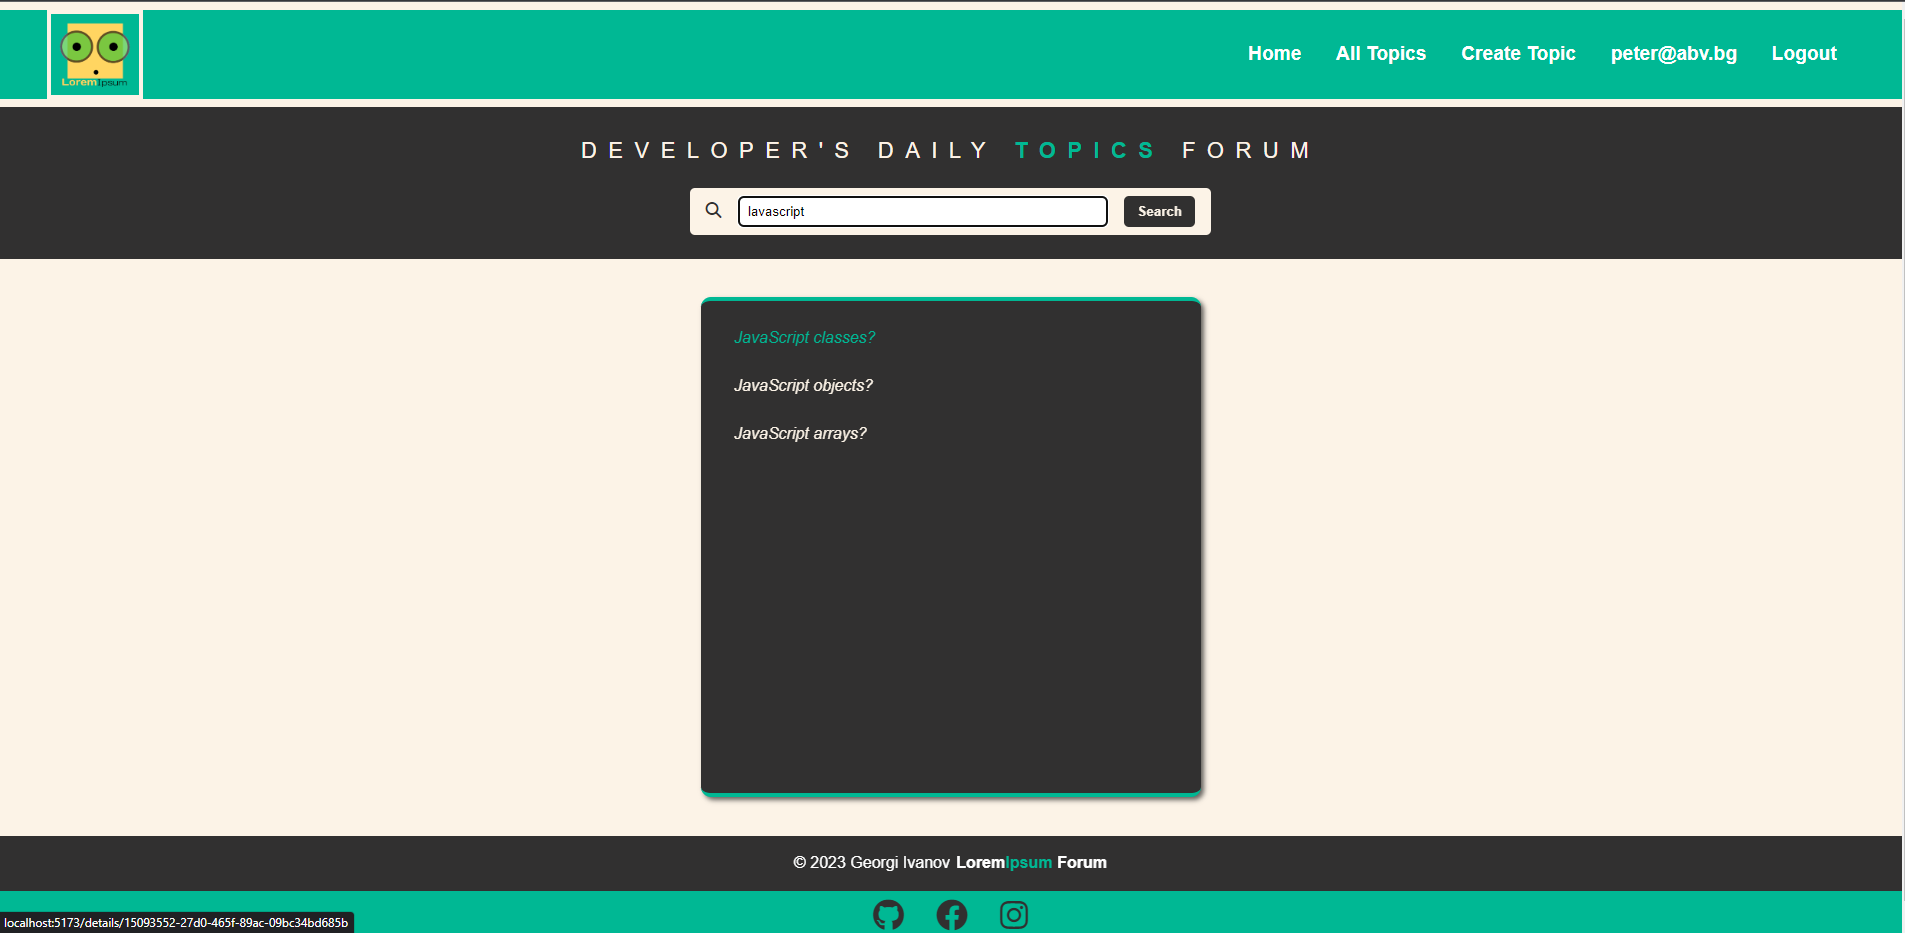 LoremIpsum
Home All Topics Create Topic peter@abv.bg Logout
DEVELOPER'S DAILY TOPICS FORUM
lavascript Search
JavaScript classes?
JavaScript objects?
JavaScript arrays?
© 2023 Georgi Ivanov LoremIpsum Forum
localhost:5173/details/15093552-27d0-465f-89ac-09bc34bd685b